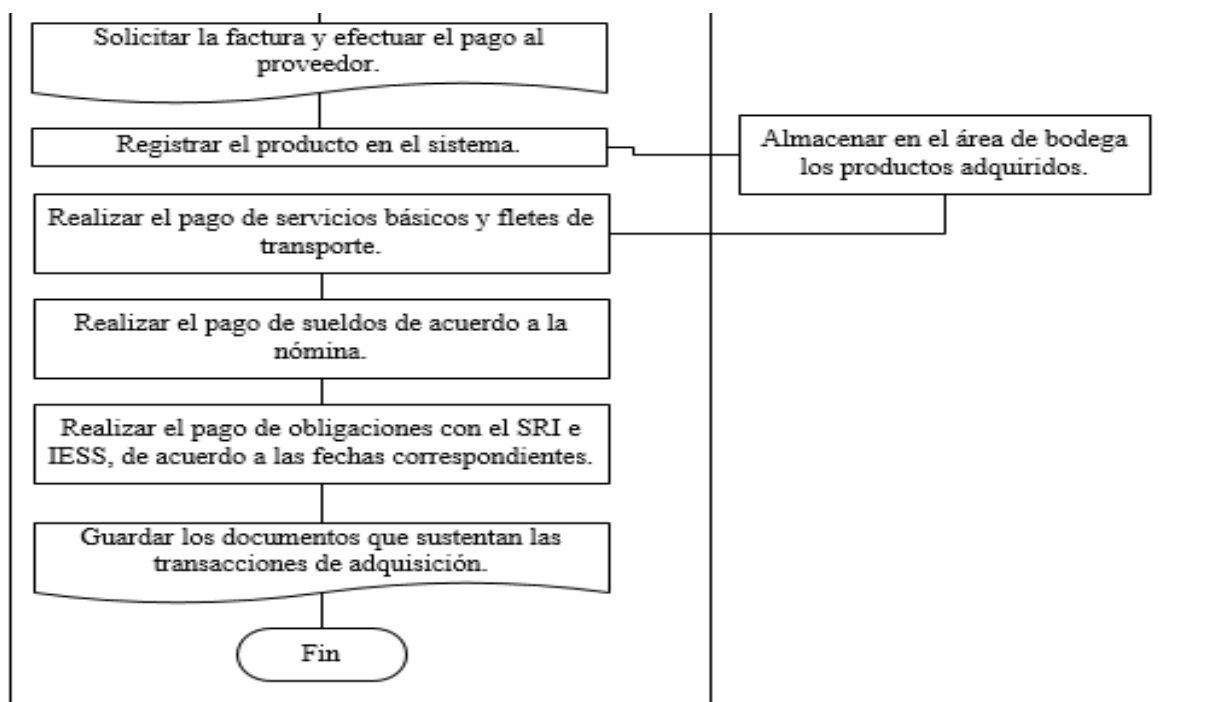 Solicitar la factura y efectuar el pago al
proveedor.
Registrar el producto en el sistema.
Almacenar en el área de bodega
los productos adquiridos.
Realizar el pago de servicios básicos y fletes de
transporte.
Realizar el pago de sueldos de acuerdo a la
nómina.
Realizar el pago de obligaciones con el SRI e
IESS, de acuerdo a las fechas correspondientes.
Guardar los documentos que sustentan las
transacciones de adquisición.
Fin